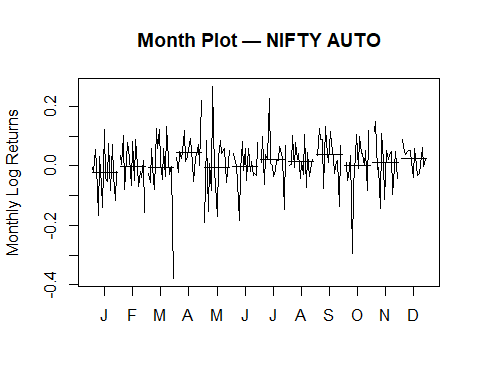 Month Plot — NIFTY AUTO
Monthly Log Returns
0.2
0.0
-0.2
-0.4
J F M A M J J A S O N D